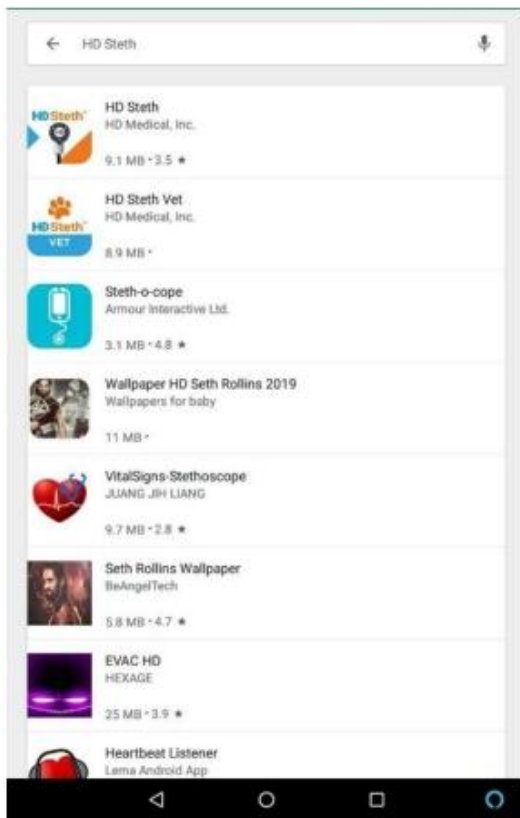 HD Steth
HDSteth
HD Steth
HD Medical, Inc.
9.1 MB • 3.5 ★
HDSteth
VET
HD Steth Vet
HD Medical, Inc.
8.9 MB •
Steth-o-cope
Armour Interactive Ltd.
3.1 MB • 4.8 ★
Wallpaper HD Seth Rollins 2019
Wallpapers for baby
11 MB •
VitalSigns-Stethoscope
JUANG JIH LIANG
9.7 MB • 2.8 ★
Seth Rollins Wallpaper
BeAngelTech
5.8 MB • 4.7 ★
EVAC HD
HEXAGE
25 MB • 3.9 ★
Heartbeat Listener
Lema Android App